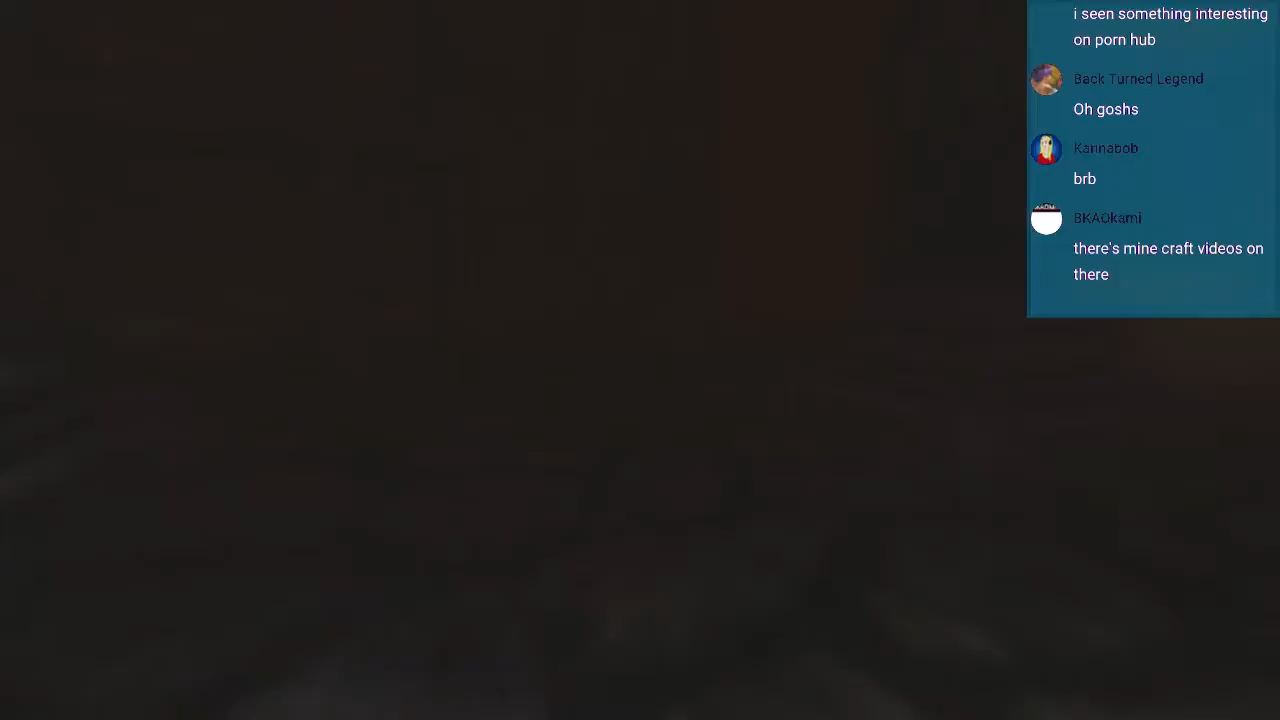 i seen something interesting
on porn hub
Back Turned Legend
Oh goshs
Kannabob
brb
BKAOkami
there's mine craft videos on
there